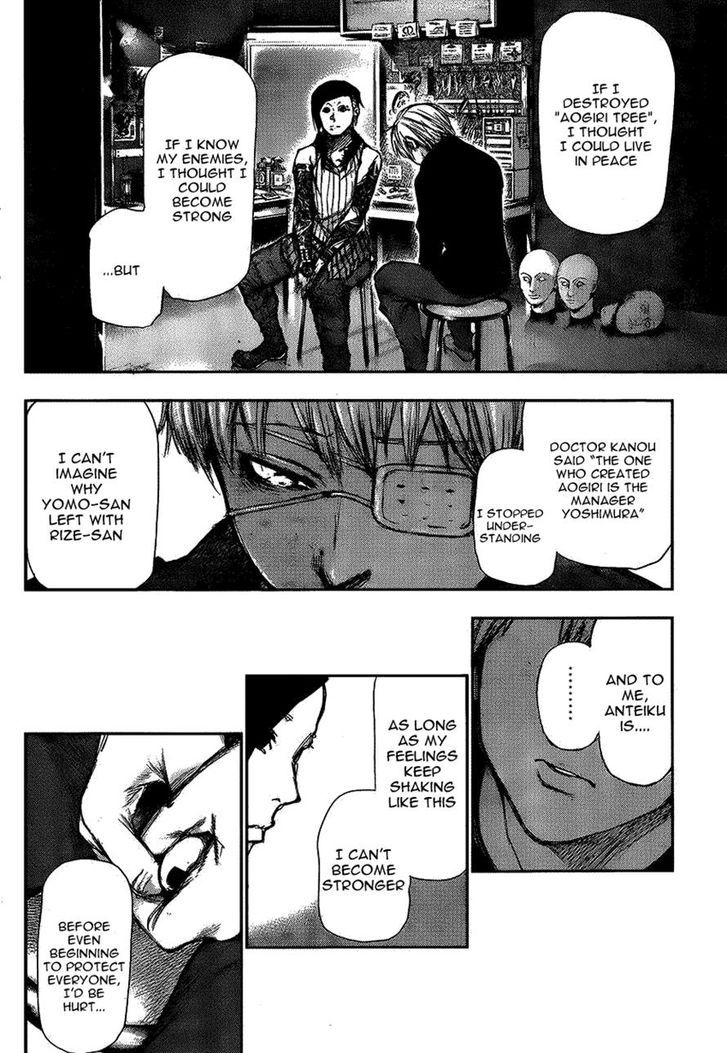 IF I
DESTROYED
"AOGIRI TREE",
I THOUGHT
I COULD LIVE
IN PEACE
IF I KNOW
MY ENEMIES,
I THOUGHT I
COULD
BECOME
STRONG
...BUT
DOCTOR KANOU
SAID "THE ONE
WHO CREATED
AOGIRI IS THE
MANAGER
YOSHIMURA"
I STOPPED
UNDER-
STANDING
I CAN'T
IMAGINE
WHY
YOMO-SAN
LEFT WITH
RIZE-SAN
AND TO
ME,
ANTEIKU
IS....
.........
AS LONG
AS MY
FEELINGS
KEEP
SHAKING
LIKE THIS
I CAN'T
BECOME
STRONGER
BEFORE
EVEN
BEGINNING
TO PROTECT
EVERYONE,
I'D BE
HURT...